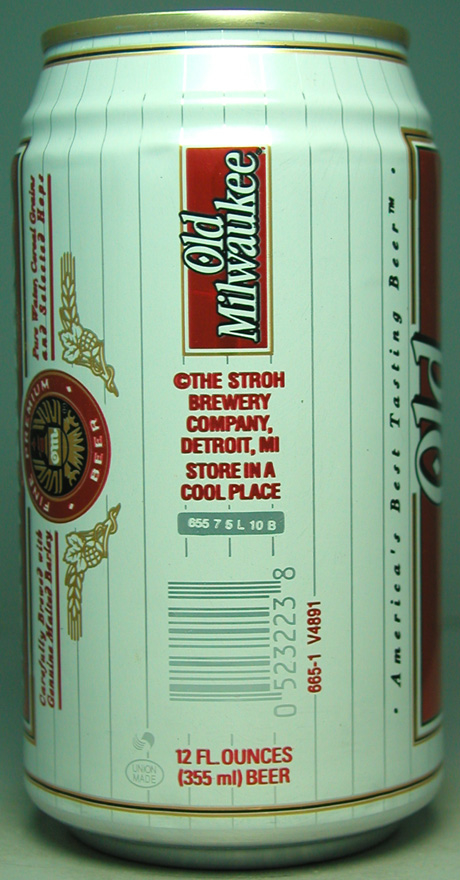 Pure Water, Cereal Grains
and Selected Hops
FINE PREMIUM
BEER
Carefully Brewed with
Genuine Malted Barley
Old
Milwaukee
©THE STROH
BREWERY
COMPANY,
DETROIT, MI
STORE IN A
COOL PLACE
655 7 5 L 10 B
0 523223 8
665-1 V4891
UNION
MADE
12 FL. OUNCES
(355 ml) BEER
• America's Best Tasting Beer™ •
Old